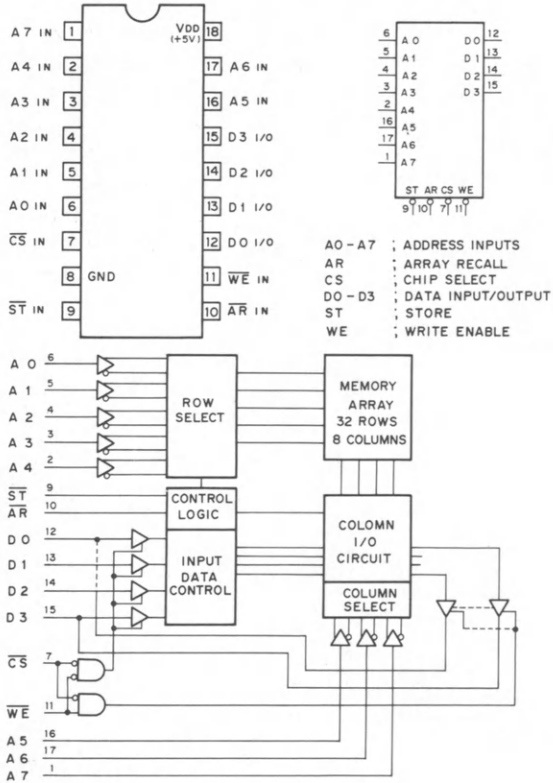 A7 IN 1
VDD (+5V) 18
A4 IN 2
17 A6 IN
A3 IN 3
16 A5 IN
A2 IN 4
15 D3 I/O
A1 IN 5
14 D2 I/O
A0 IN 6
13 D1 I/O
CS IN 7
12 D0 I/O
8 GND
11 WE IN
ST IN 9
10 AR IN
6 A0 D0 12
5 A1 D1 13
4 A2 D2 14
3 A3 D3 15
2 A4
16 A5
17 A6
1 A7
ST AR CS WE
9 10 7 11
A0-A7 ; ADDRESS INPUTS
AR ; ARRAY RECALL
CS ; CHIP SELECT
D0-D3 ; DATA INPUT/OUTPUT
ST ; STORE
WE ; WRITE ENABLE
A 0 6
A 1 5
A 2 4
A 3 3
A 4 2
ROW
SELECT
MEMORY
ARRAY
32 ROWS
8 COLUMNS
ST 9
AR 10
CONTROL
LOGIC
D0 12
D1 13
D2 14
D3 15
INPUT
DATA
CONTROL
COLOMN
I/O
CIRCUIT
COLUMN
SELECT
CS 7
WE 11
A5 16
A6 17
A7 1